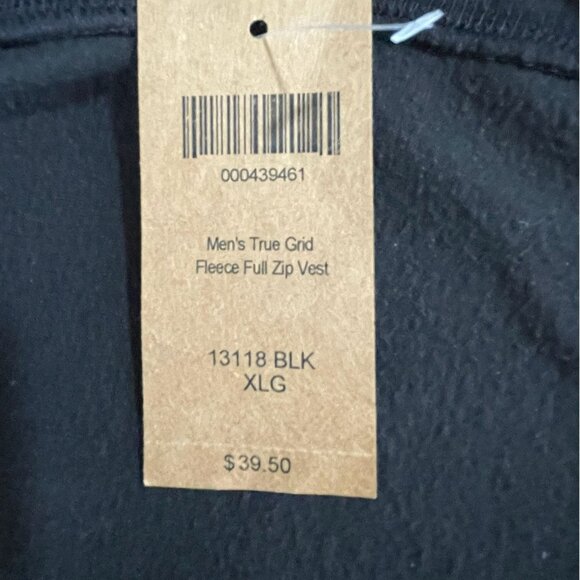 000439461
Men's True Grid
Fleece Full Zip Vest
13118 BLK
XLG
$39.50